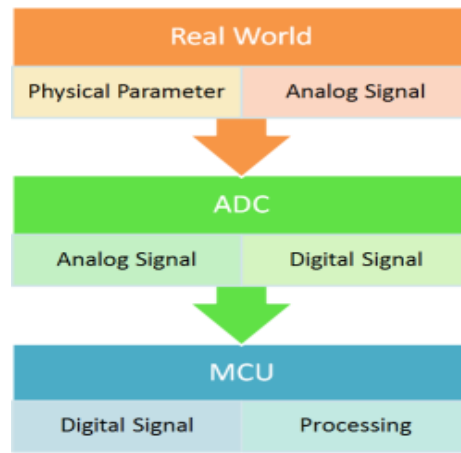 Real World
Physical Parameter Analog Signal
ADC
Analog Signal Digital Signal
MCU
Digital Signal Processing